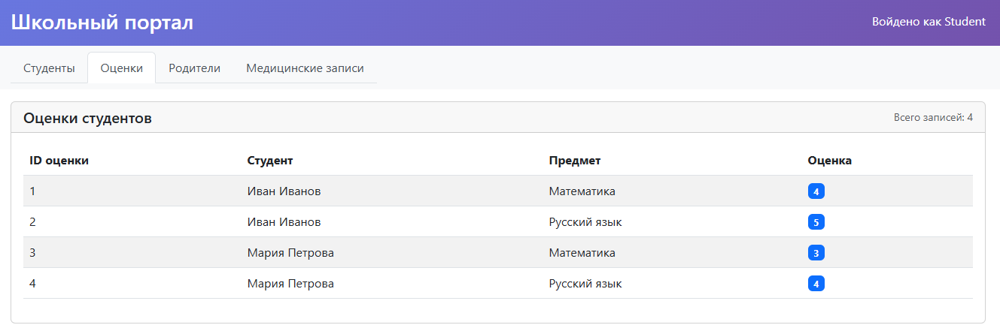 Школьный портал
Войдено как Student
Студенты Оценки Родители Медицинские записи
Оценки студентов
Всего записей: 4
ID оценки Студент Предмет Оценка
1 Иван Иванов Математика 4
2 Иван Иванов Русский язык 5
3 Мария Петрова Математика 3
4 Мария Петрова Русский язык 4